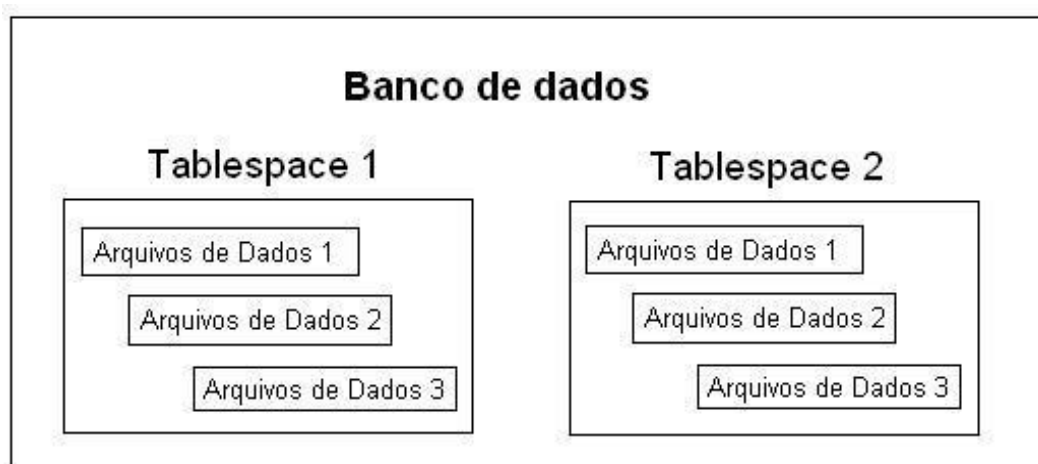 Banco de dados
Tablespace 1
Arquivos de Dados 1
Arquivos de Dados 2
Arquivos de Dados 3
Tablespace 2
Arquivos de Dados 1
Arquivos de Dados 2
Arquivos de Dados 3